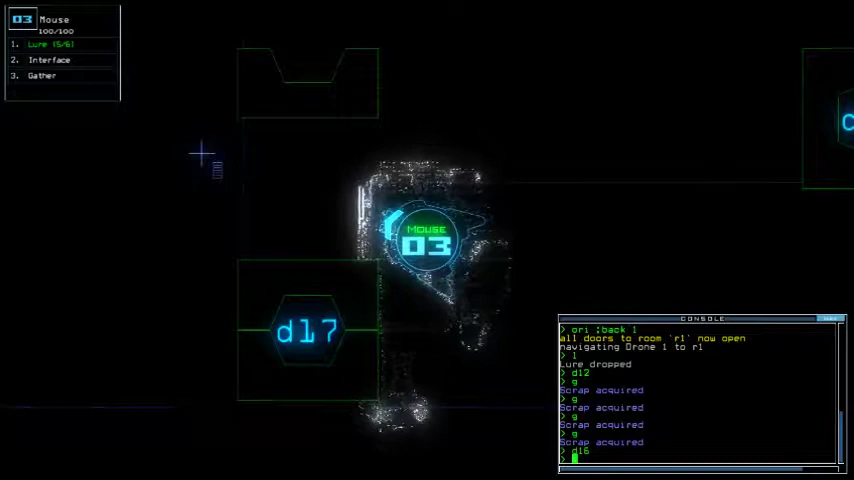 03 Mouse
100/100
1. Lure (5/6)
2. Interface
3. Gather
MOUSE
03
d17
CONSOLE
> ori ;back 1
all doors to room `r1` now open
navigating Drone 1 to r1
> l
Lure dropped
> d12
> g
Scrap acquired
> g
Scrap acquired
> g
Scrap acquired
> g
Scrap acquired
> d16
>